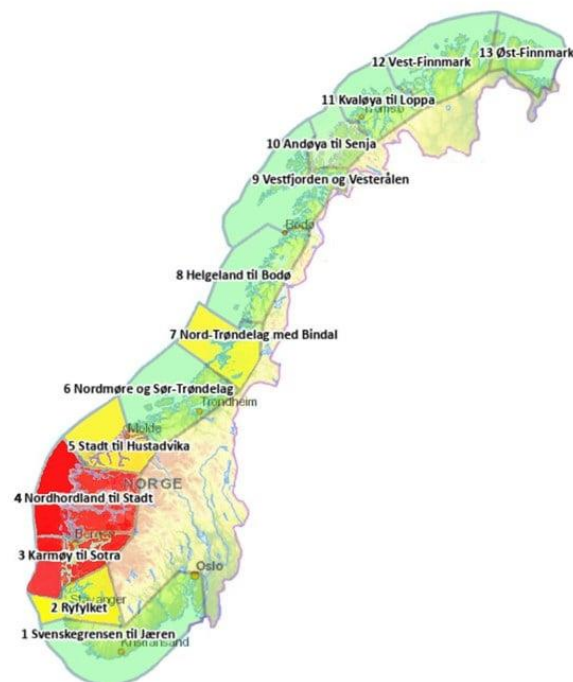 13 Øst-Finnmark
12 Vest-Finnmark
11 Kvaløya til Loppa
Tromsø
10 Andøya til Senja
9 Vestfjorden og Vesterålen
Bodø
8 Helgeland til Bodø
7 Nord-Trøndelag med Bindal
6 Nordmøre og Sør-Trøndelag
Trondheim
Molde
5 Stadt til Hustadvika
NORGE
4 Nordhordland til Stadt
Bergen
3 Karmøy til Sotra
Oslo
Stavanger
2 Ryfylket
1 Svenskegrensen til Jæren
Kristiansand